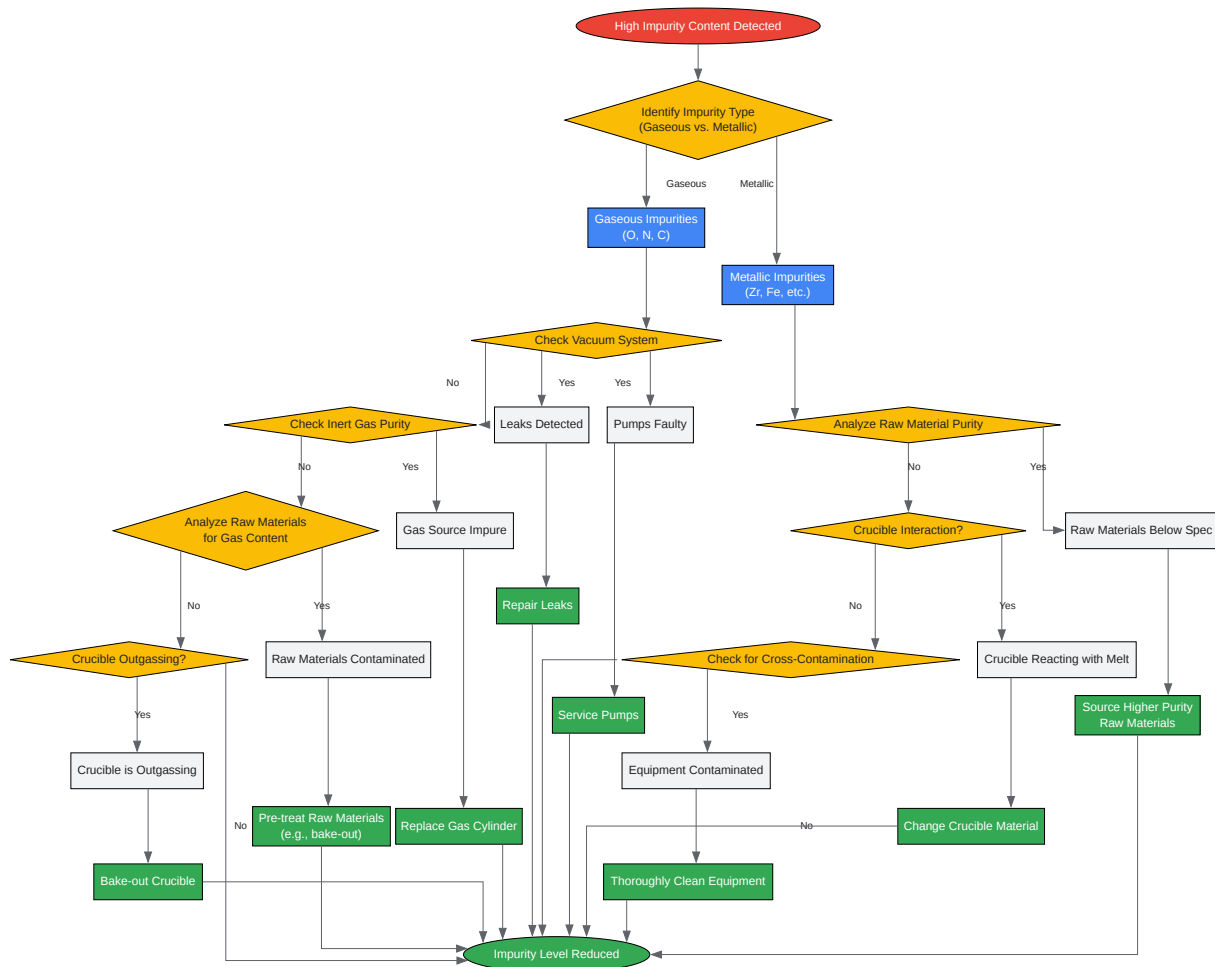 High Impurity Content Detected
Identify Impurity Type
(Gaseous vs. Metallic)
Gaseous
Metallic
Gaseous Impurities
(O, N, C)
Metallic Impurities
(Zr, Fe, etc.)
Check Vacuum System
No
Yes
Yes
Check Inert Gas Purity
Leaks Detected
Pumps Faulty
Analyze Raw Material Purity
No
Yes
No
Yes
Analyze Raw Materials
for Gas Content
Gas Source Impure
Crucible Interaction?
Raw Materials Below Spec
Repair Leaks
No
Yes
No
Yes
Crucible Outgassing?
Raw Materials Contaminated
Check for Cross-Contamination
Crucible Reacting with Melt
Yes
Service Pumps
Yes
Source Higher Purity
Raw Materials
Crucible is Outgassing
Equipment Contaminated
No
Pre-treat Raw Materials
(e.g., bake-out)
Replace Gas Cylinder
No
Change Crucible Material
Bake-out Crucible
Thoroughly Clean Equipment
Impurity Level Reduced